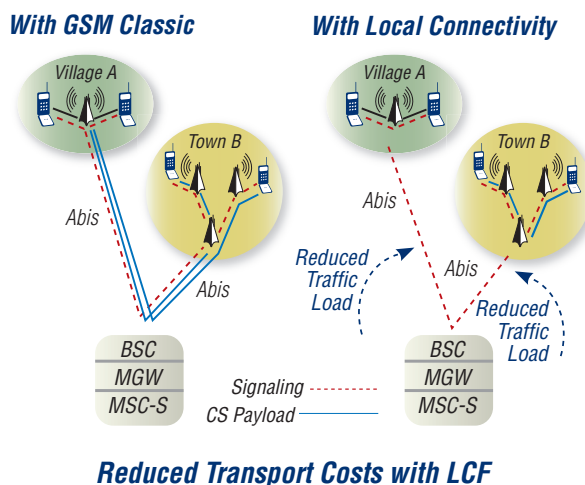 With GSM Classic
Village A
Town B
Abis
Abis
BSC
MGW
MSC-S
With Local Connectivity
Village A
Town B
Abis
Reduced
Traffic
Load
Abis
Reduced
Traffic
Load
BSC
MGW
MSC-S
Signaling
CS Payload
Reduced Transport Costs with LCF